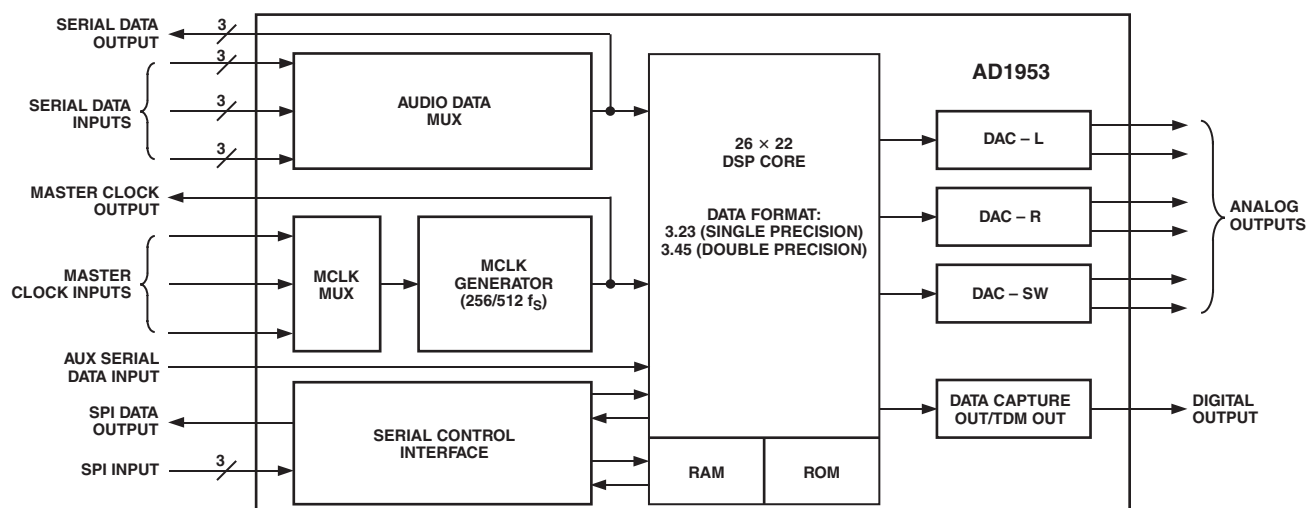 SERIAL DATA
OUTPUT
3
3
SERIAL DATA
INPUTS
3
3
AUDIO DATA
MUX
MASTER CLOCK
OUTPUT
MASTER
CLOCK INPUTS
MCLK
MUX
MCLK
GENERATOR
(256/512 fS)
AUX SERIAL
DATA INPUT
SPI DATA
OUTPUT
SPI INPUT
3
SERIAL CONTROL
INTERFACE
26 × 22
DSP CORE
DATA FORMAT:
3.23 (SINGLE PRECISION)
3.45 (DOUBLE PRECISION)
RAM
ROM
AD1953
DAC – L
DAC – R
DAC – SW
ANALOG
OUTPUTS
DATA CAPTURE
OUT/TDM OUT
DIGITAL
OUTPUT